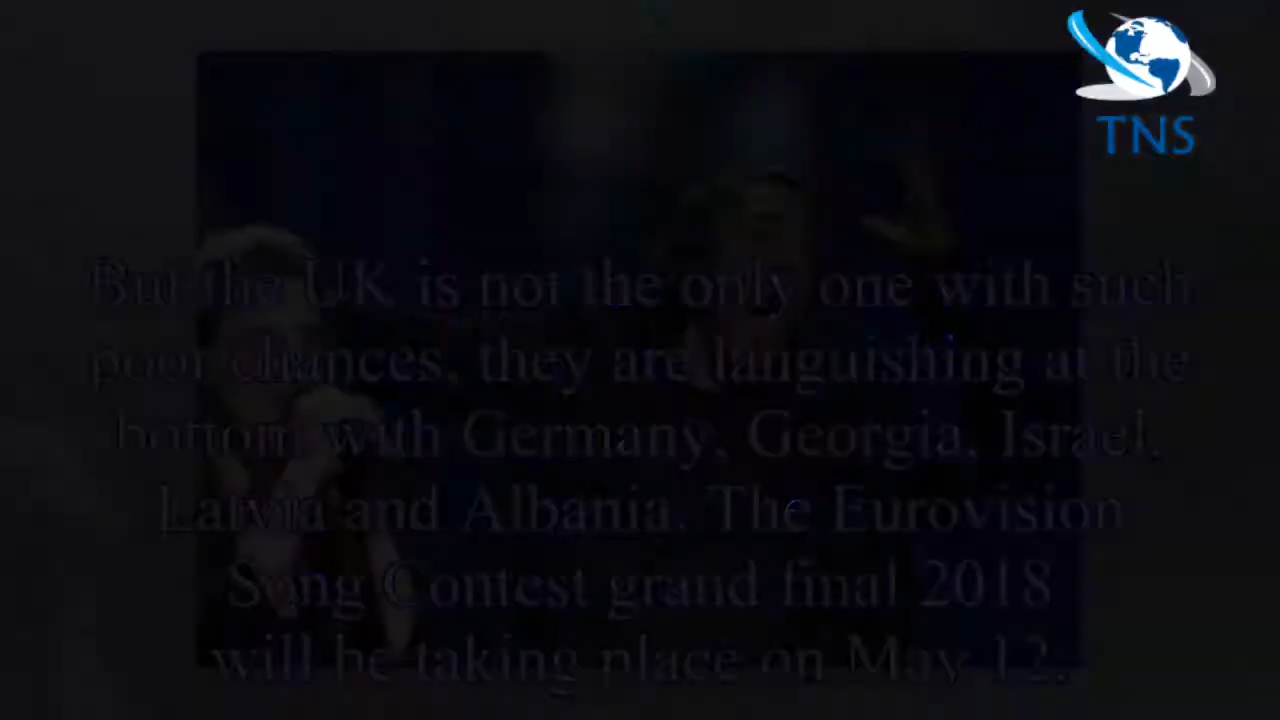 TNS
But the UK is not the only one with such
poor chances, they are languishing at the
bottom with Germany, Georgia, Israel,
Latvia and Albania. The Eurovision
Song Contest grand final 2018
will be taking place on May 12.